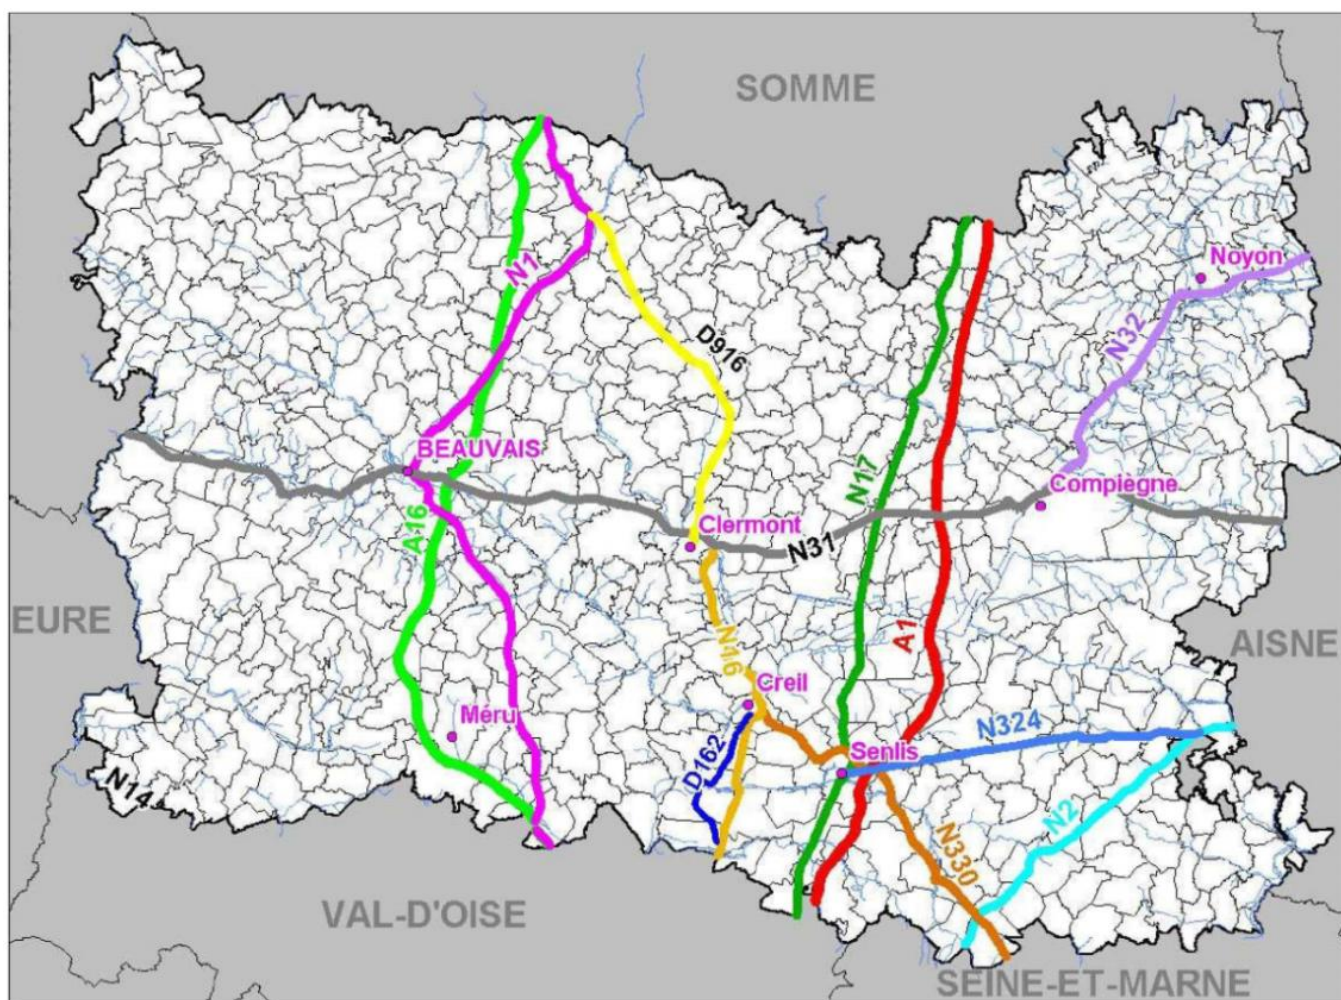 SOMME
Noyon
N1
N32
D916
BEAUVAIS
N17
Complègne
A16
Clermont
N31
EURE
A1
AISNE
N16
Creil
Méru
N324
Senlis
D162
N14
N2
N330
VAL-D'OISE
SEINE-ET-MARNE